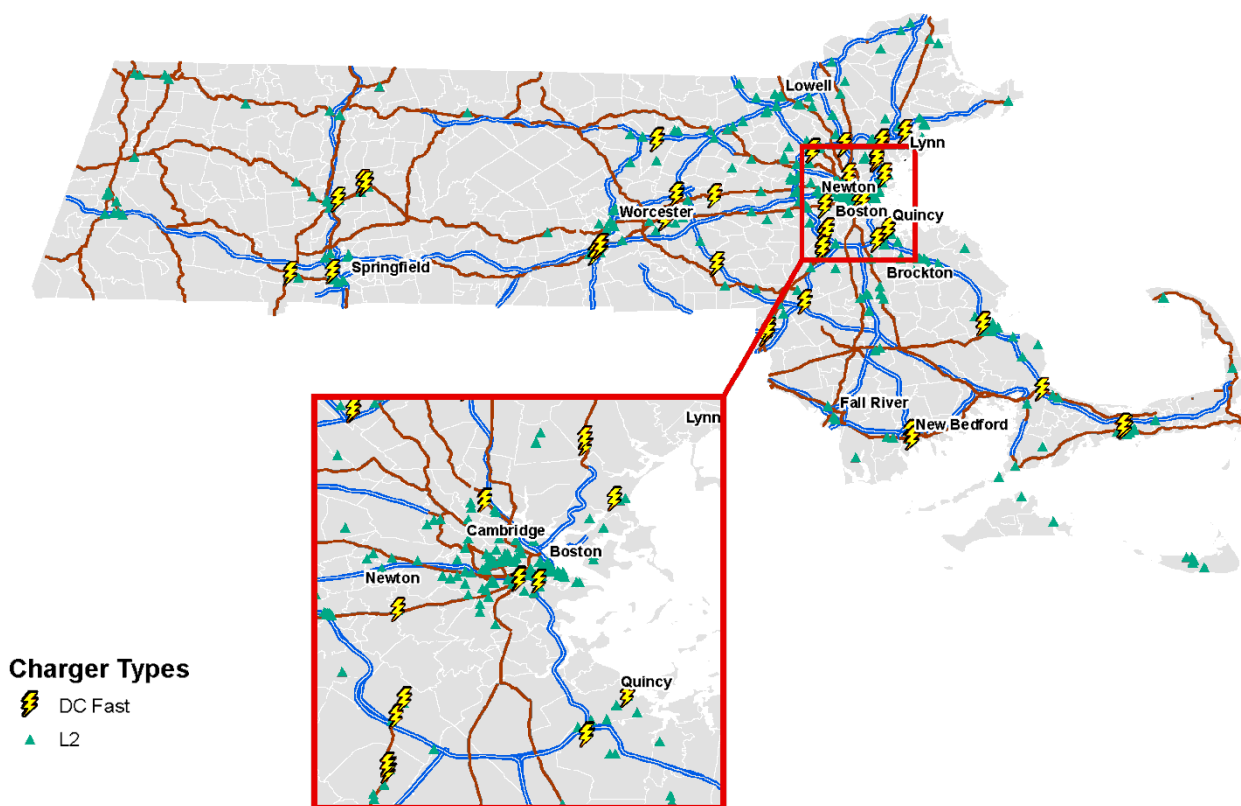 Lowell
Lynn
Newton
Worcester
Boston
Quincy
Springfield
Brockton
Fall River
New Bedford
Lynn
Cambridge
Boston
Newton
Quincy
Charger Types
DC Fast
L2